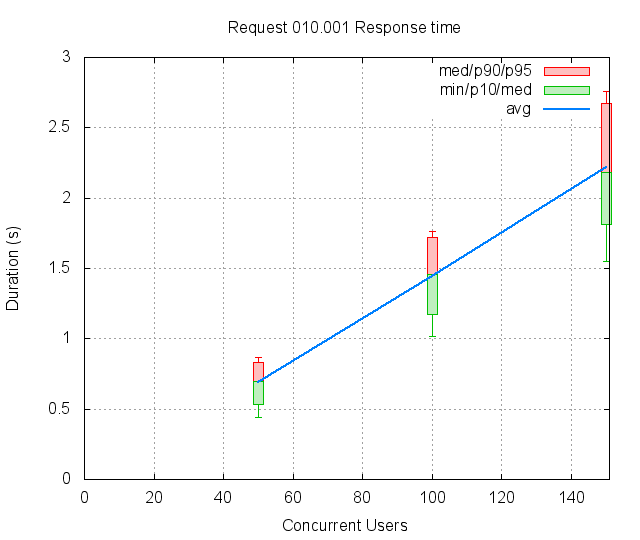 Request 010.001 Response time
3
med/p90/p95
min/p10/med
avg
2.5
2
1.5
1
0.5
0
Duration (s)
0 20 40 60 80 100 120 140
Concurrent Users